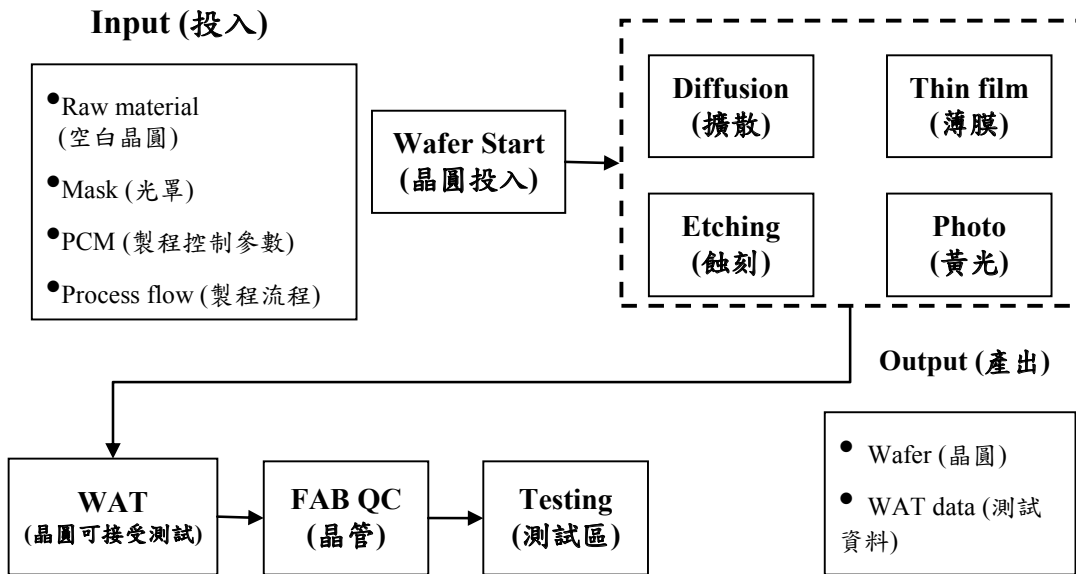 Input (投入)
●Raw material
(空白晶圓)
●Mask (光罩)
●PCM (製程控制參數)
●Process flow (製程流程)
Wafer Start
(晶圓投入)
Diffusion
(擴散)
Thin film
(薄膜)
Etching
(蝕刻)
Photo
(黃光)
Output (產出)
WAT
(晶圓可接受測試)
FAB QC
(晶管)
Testing
(測試區)
● Wafer (晶圓)
● WAT data (測試
資料)